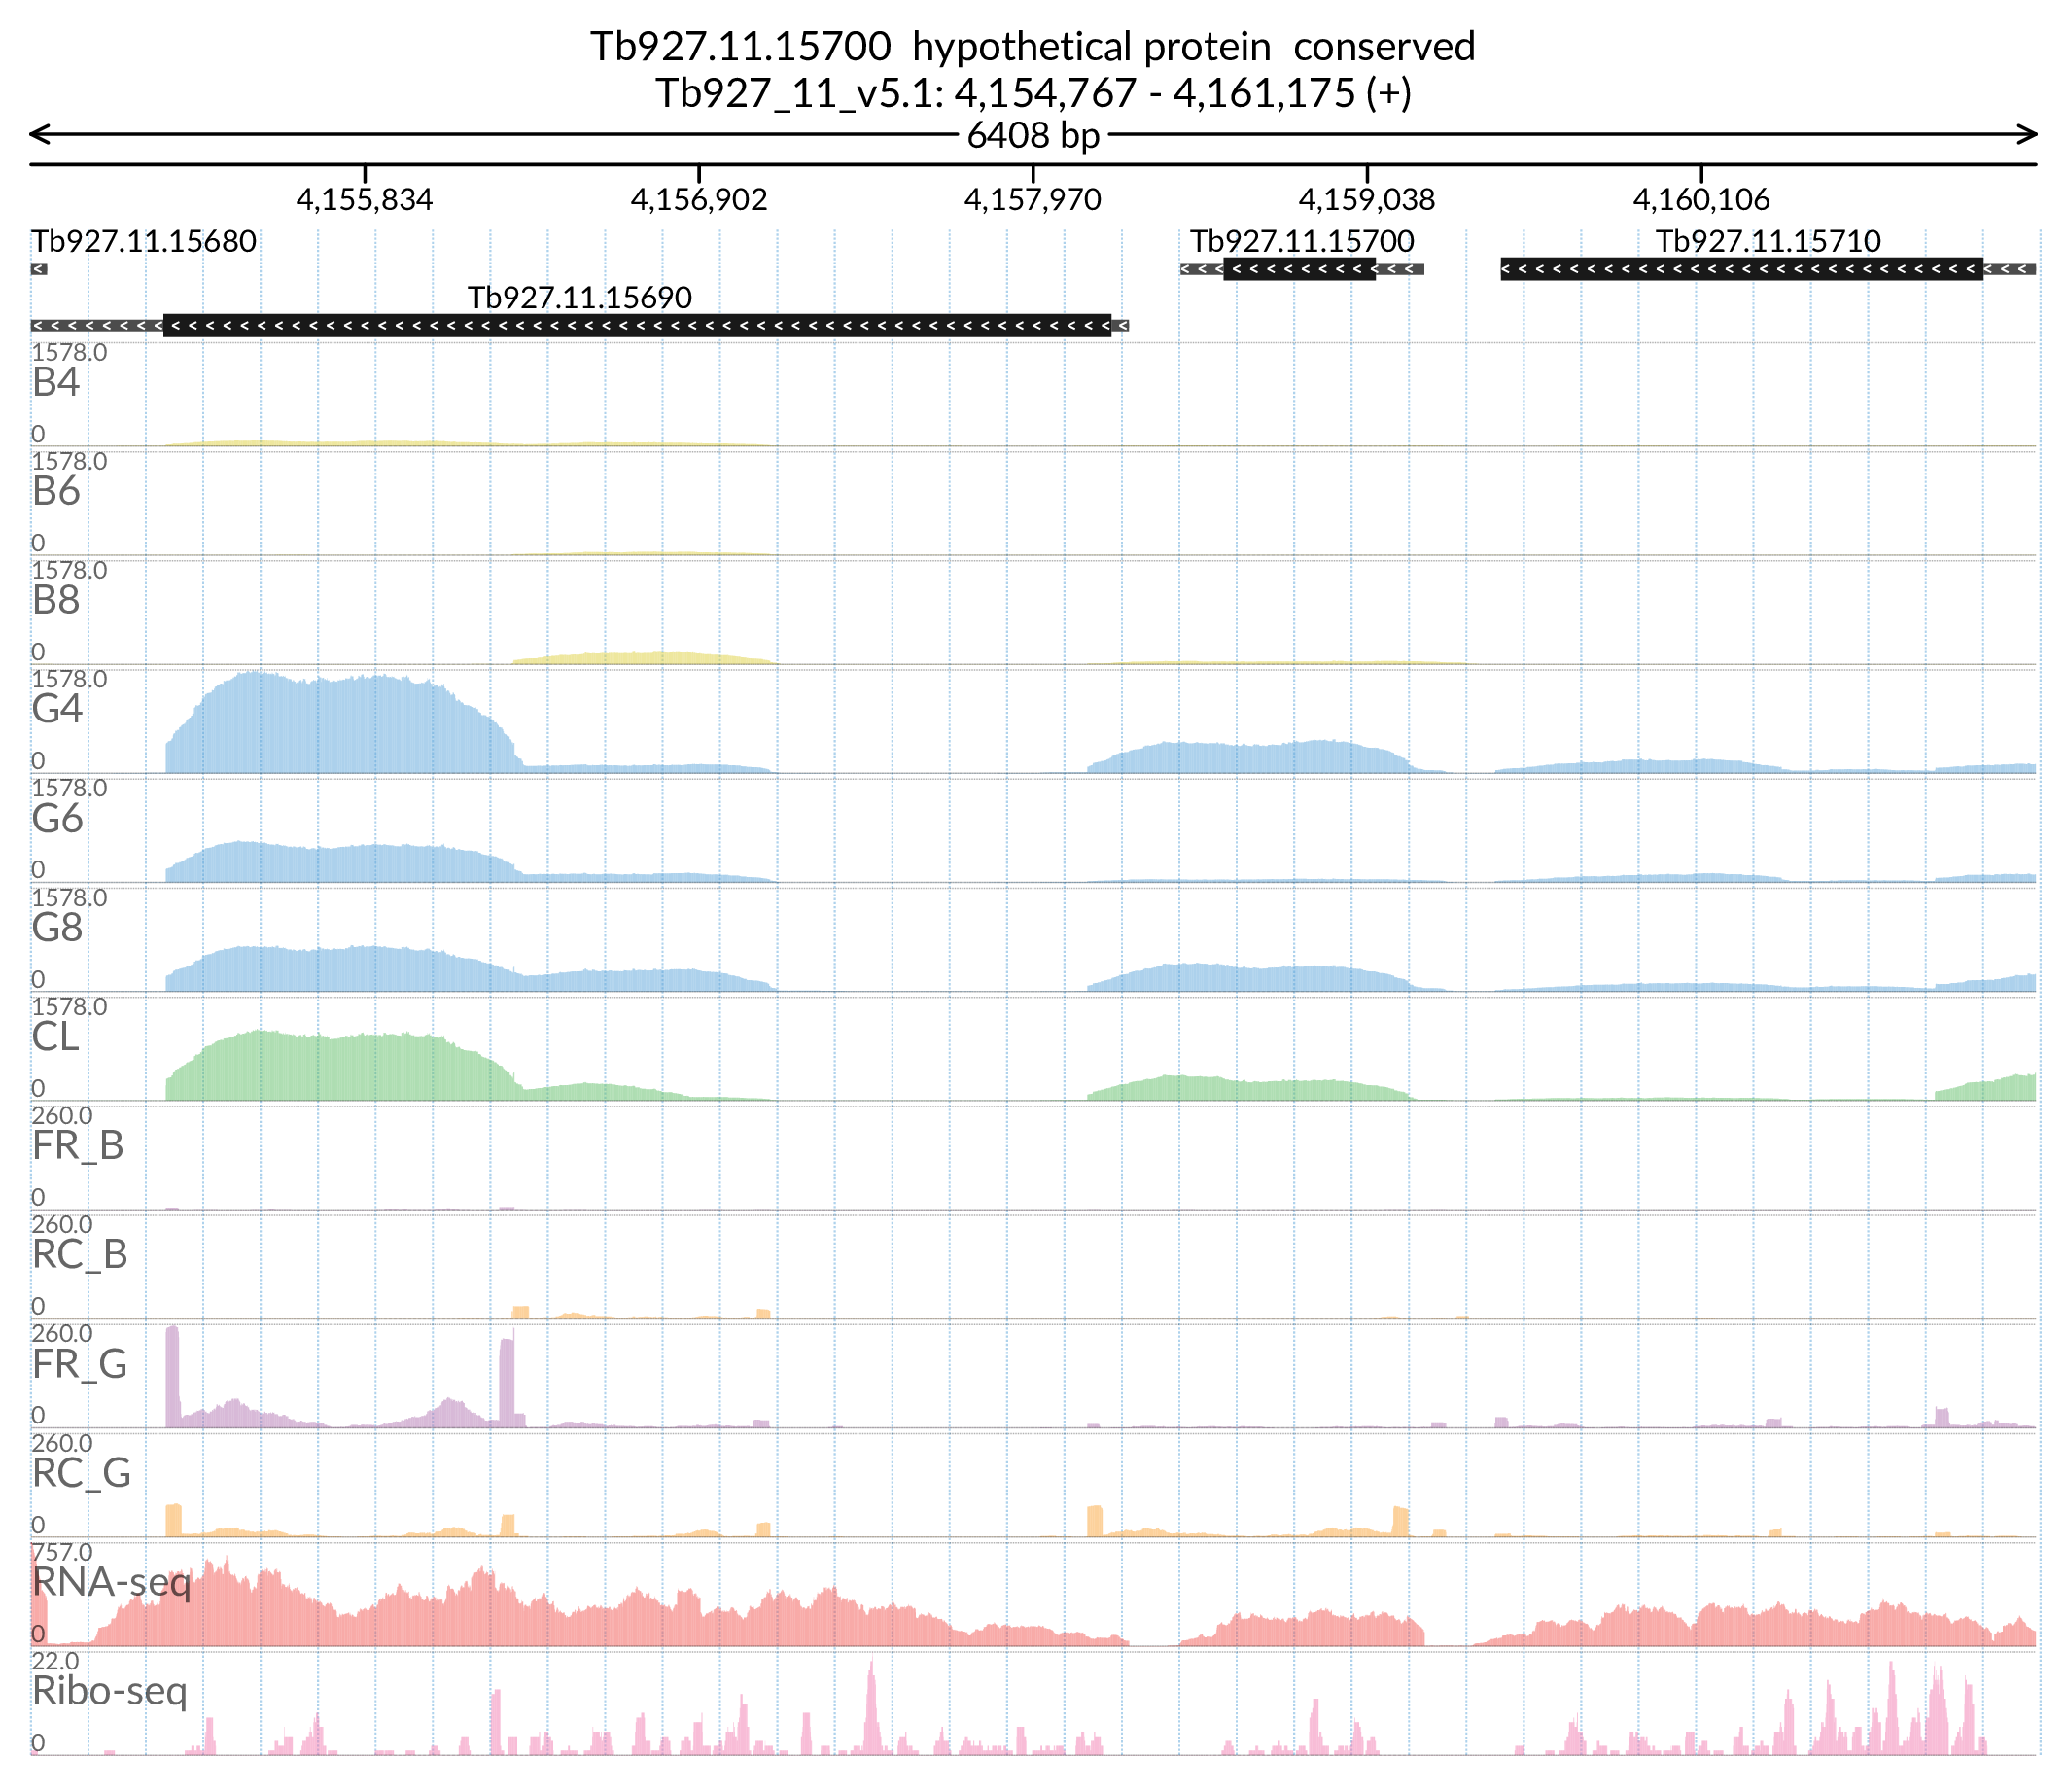 Tb927.11.15700 hypothetical protein conserved
Tb927_11_v5.1: 4,154,767 - 4,161,175 (+)
6408 bp
4,155,834 4,156,902 4,157,970 4,159,038 4,160,106
Tb927.11.15680 Tb927.11.15700 Tb927.11.15710
Tb927.11.15690
1578.0
B4
0
1578.0
B6
0
1578.0
B8
0
1578.0
G4
0
1578.0
G6
0
1578.0
G8
0
1578.0
CL
0
260.0
FR_B
0
260.0
RC_B
0
260.0
FR_G
0
260.0
RC_G
0
757.0
RNA-seq
0
22.0
Ribo-seq
0